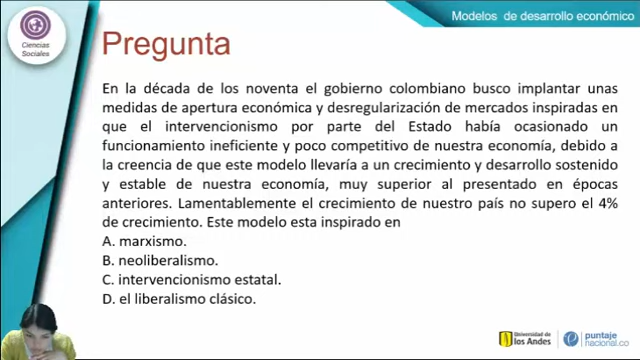 Modelos de desarrollo económico
Ciencias
Sociales
Pregunta
En la década de los noventa el gobierno colombiano busco implantar unas
medidas de apertura económica y desregularización de mercados inspiradas en
que el intervencionismo por parte del Estado había ocasionado un
funcionamiento ineficiente y poco competitivo de nuestra economía, debido a
la creencia de que este modelo llevaría a un crecimiento y desarrollo sostenido
y estable de nuestra economía, muy superior al presentado en épocas
anteriores. Lamentablemente el crecimiento de nuestro país no supero el 4%
de crecimiento. Este modelo esta inspirado en
A. marxismo.
B. neoliberalismo.
C. intervencionismo estatal.
D. el liberalismo clásico.
Universidad de
los Andes
puntaje
nacional.co